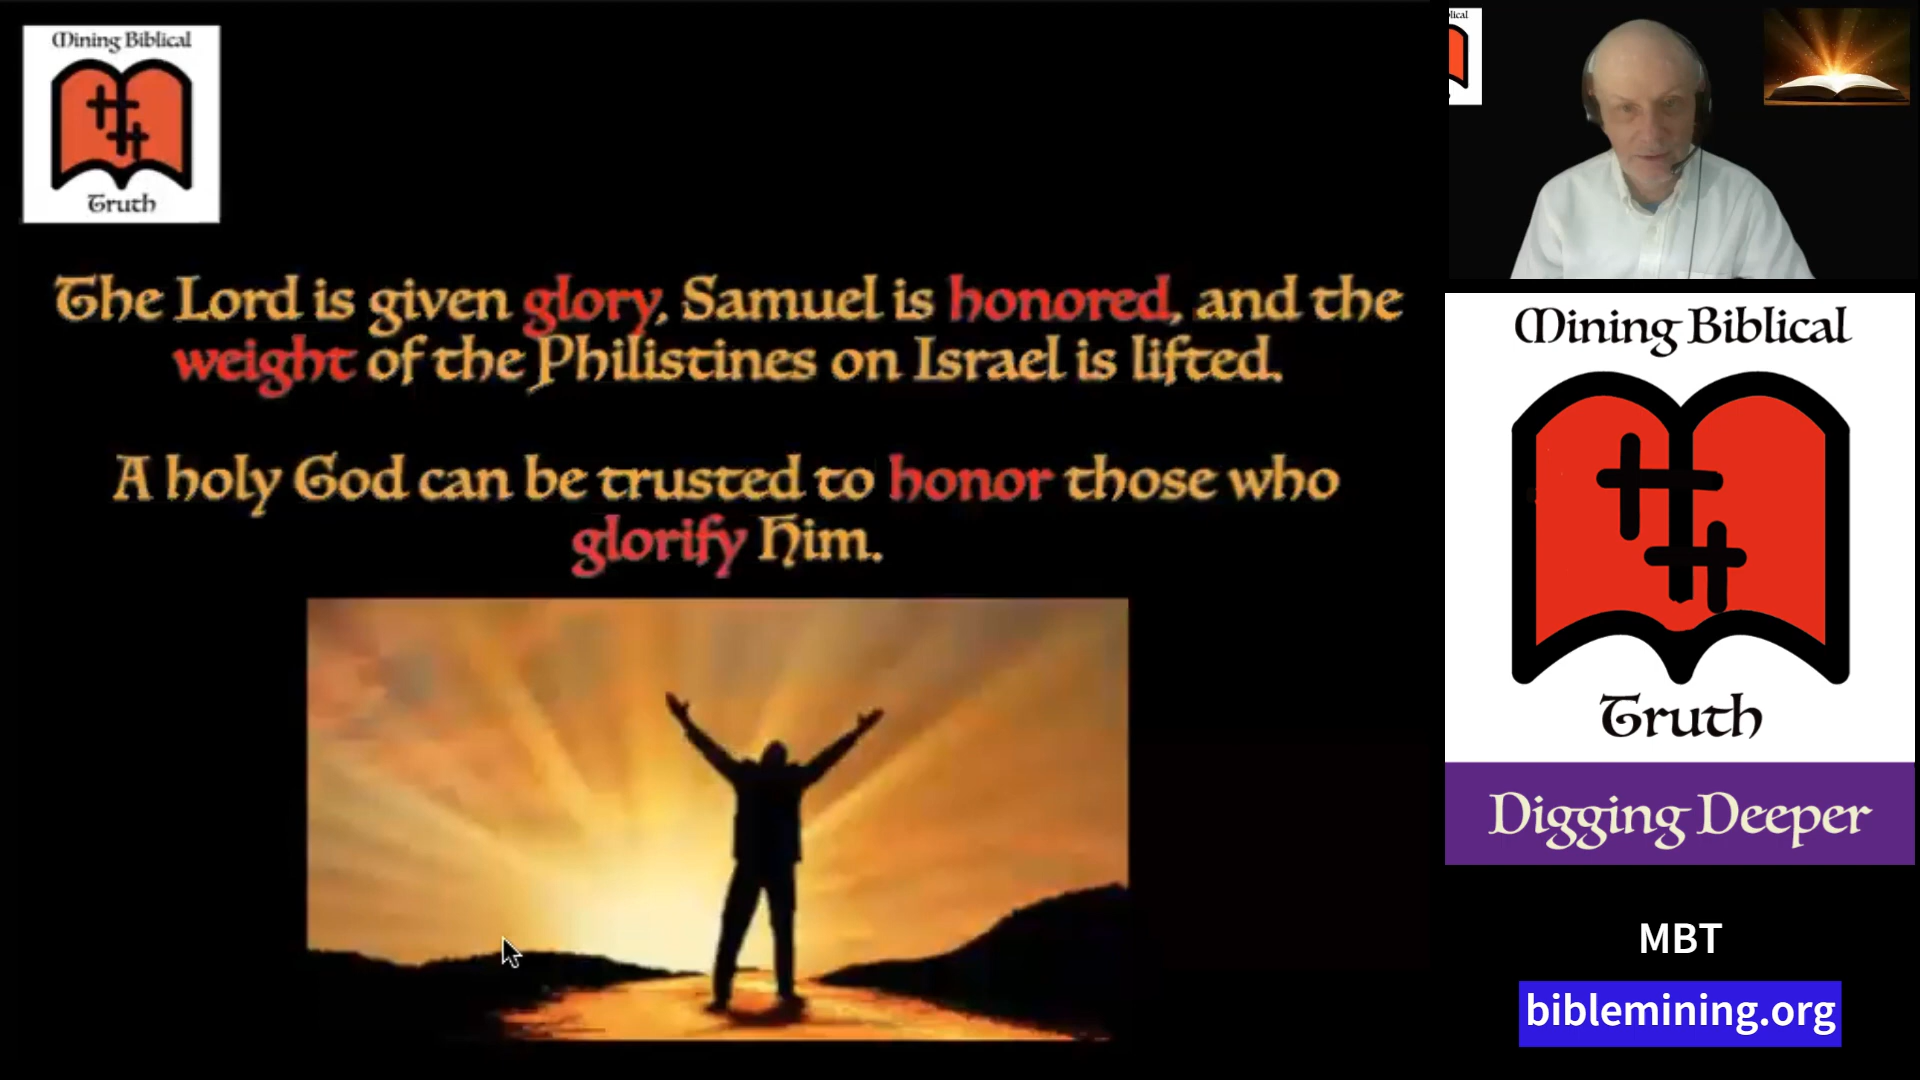 Mining Biblical
Truth
The Lord is given glory, Samuel is honored, and the
weight of the Philistines on Israel is lifted.
A holy God can be trusted to honor those who
glorify Him.
lical
Mining Biblical
Truth
Digging Deeper
MBT
biblemining.org